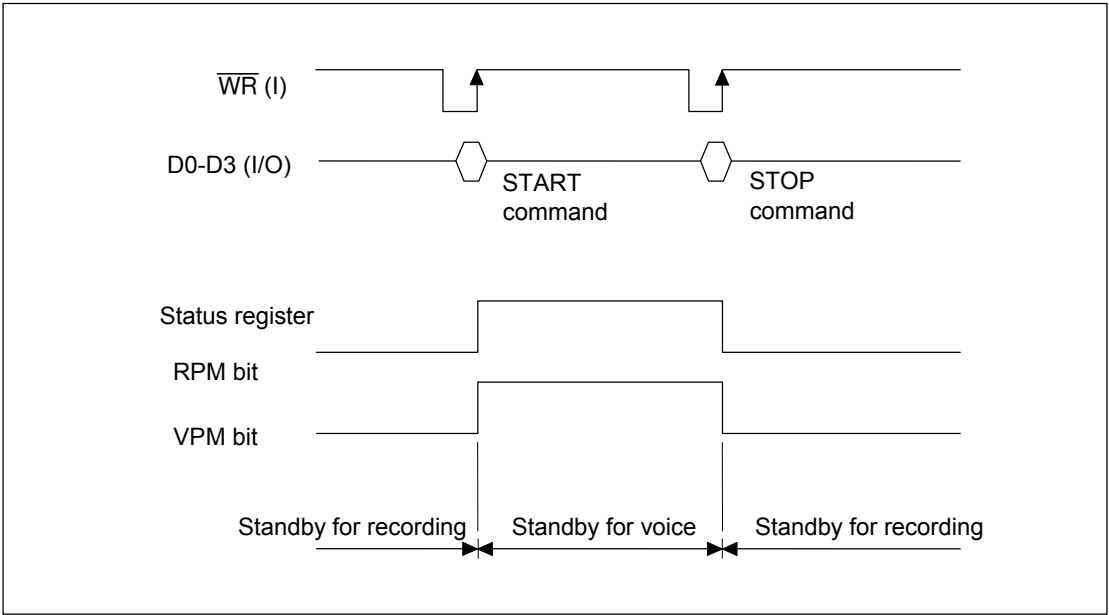 W̅R̅ (I)
D0-D3 (I/O)
START
command
STOP
command
Status register
RPM bit
VPM bit
Standby for recording
Standby for voice
Standby for recording